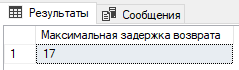 Результаты Сообщения
Максимальная задержка возврата
1 17